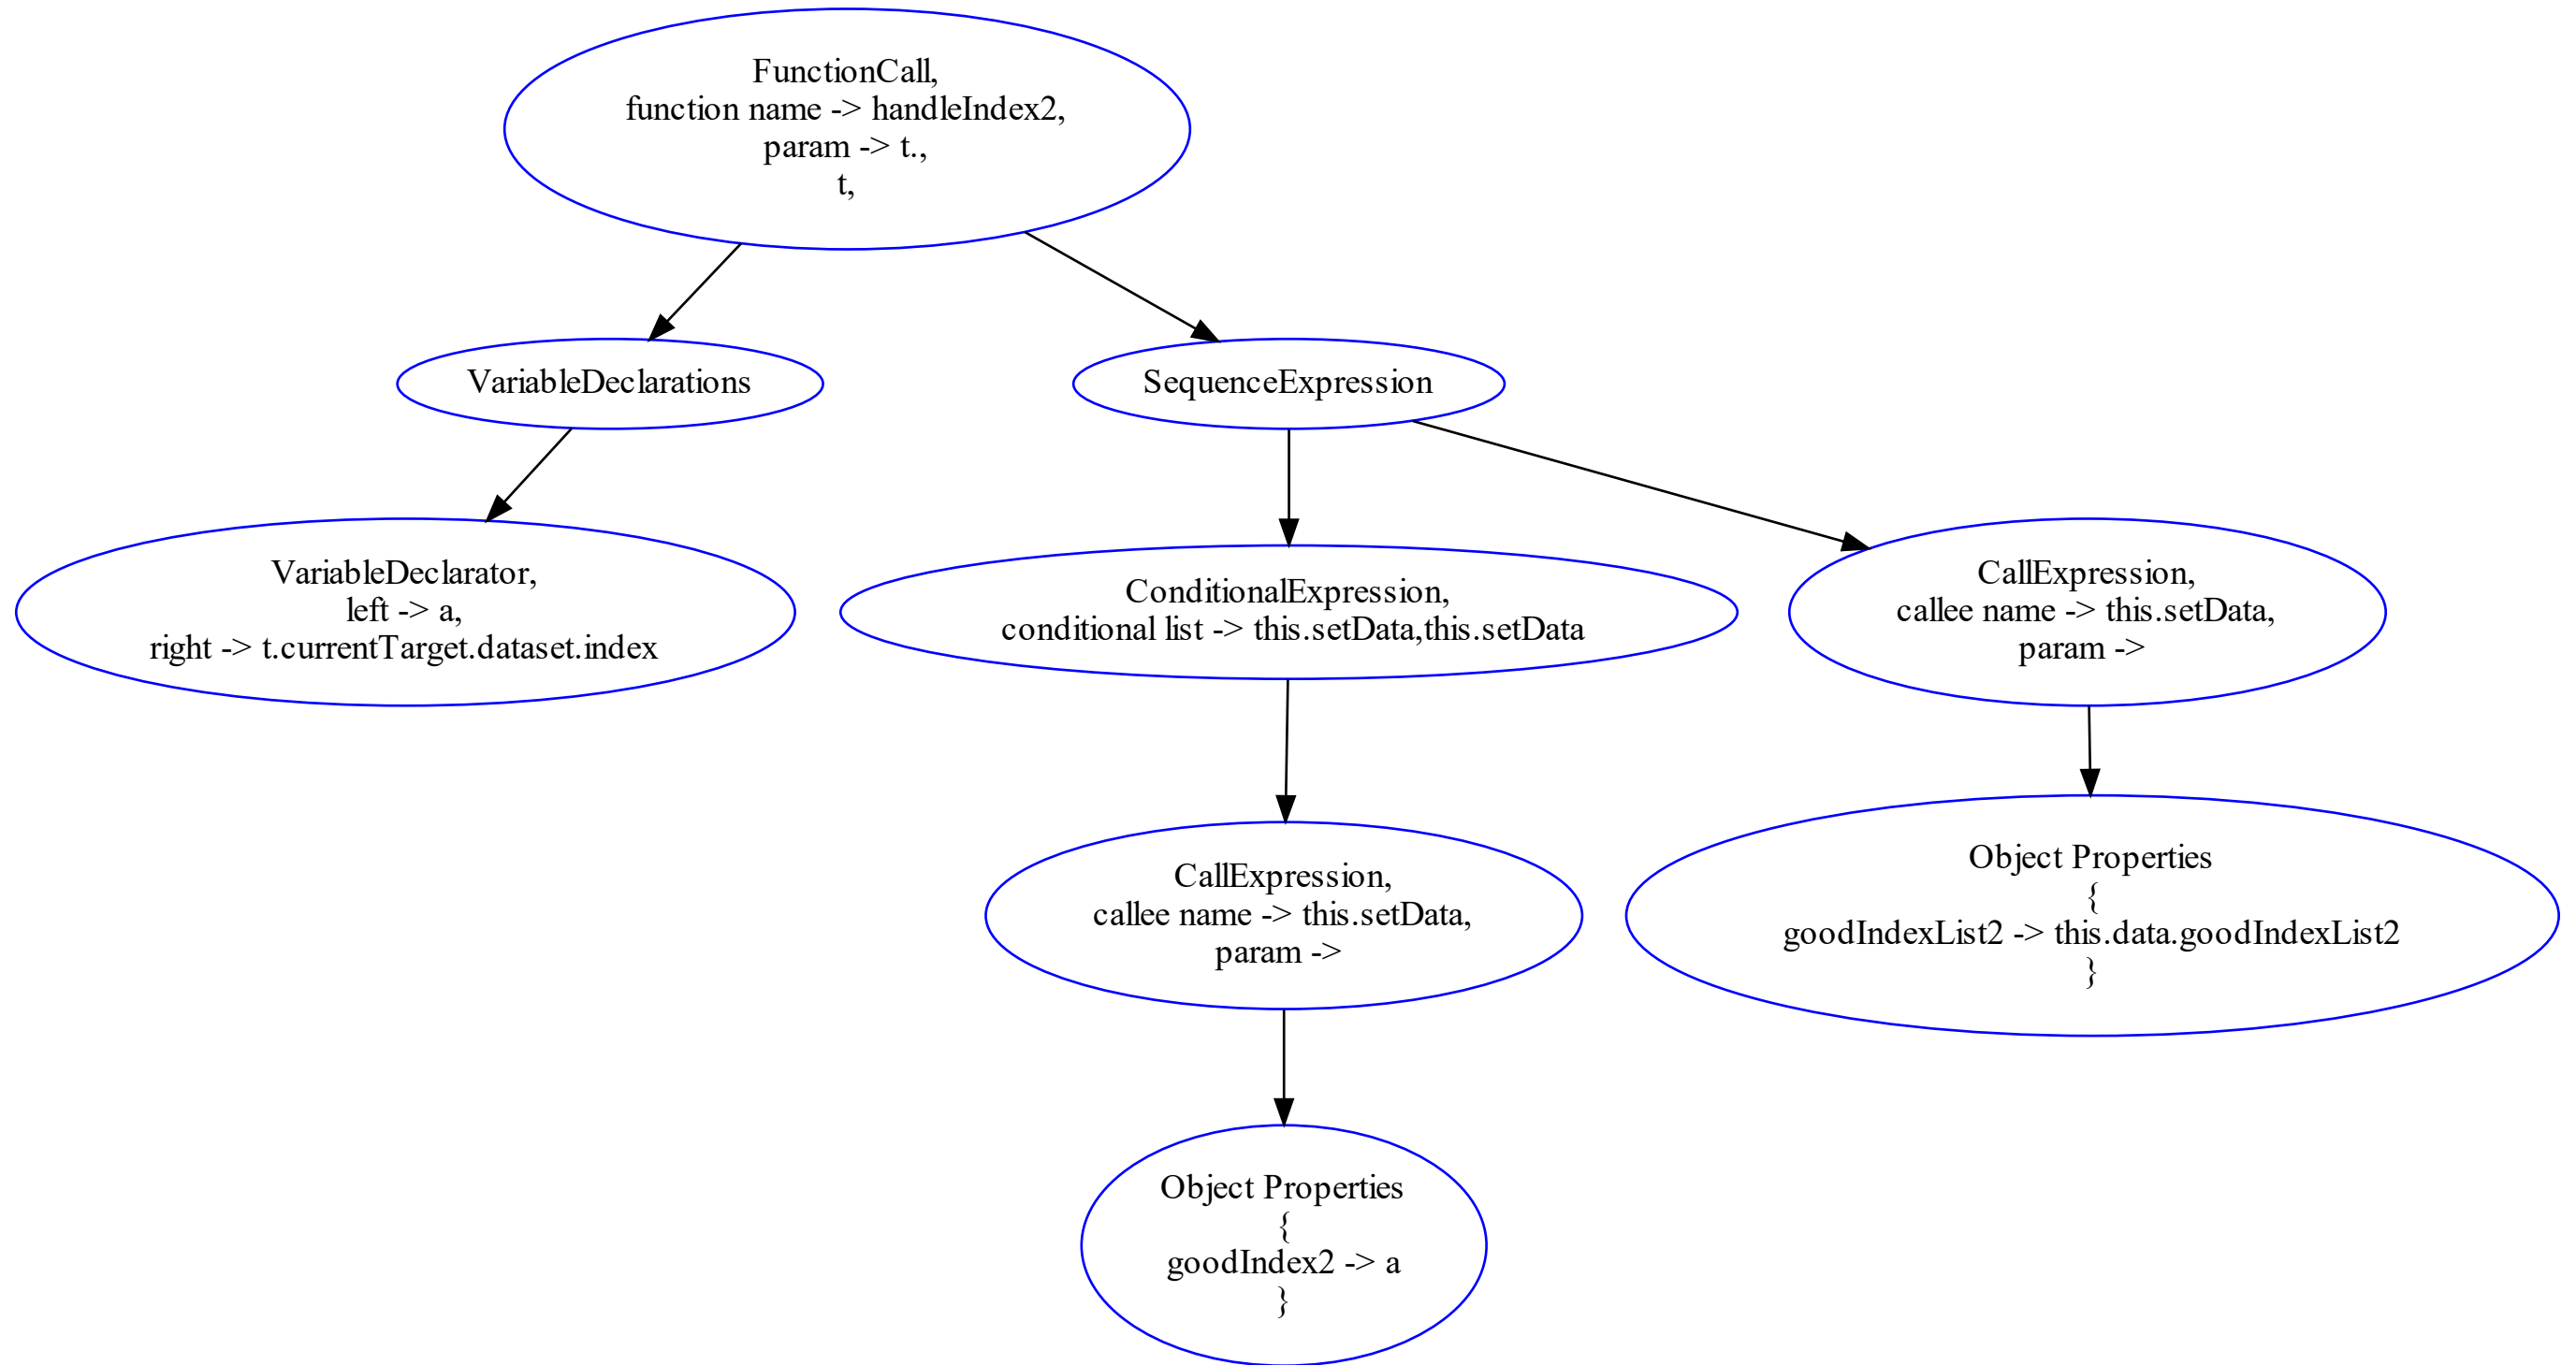 FunctionCall,
function name -> handleIndex2,
param -> t.,
t,
VariableDeclarations
SequenceExpression
VariableDeclarator,
left -> a,
right -> t.currentTarget.dataset.index
ConditionalExpression,
conditional list -> this.setData,this.setData
CallExpression,
callee name -> this.setData,
param ->
CallExpression,
callee name -> this.setData,
param ->
Object Properties
{
goodIndexList2 -> this.data.goodIndexList2
}
Object Properties
{
goodIndex2 -> a
}